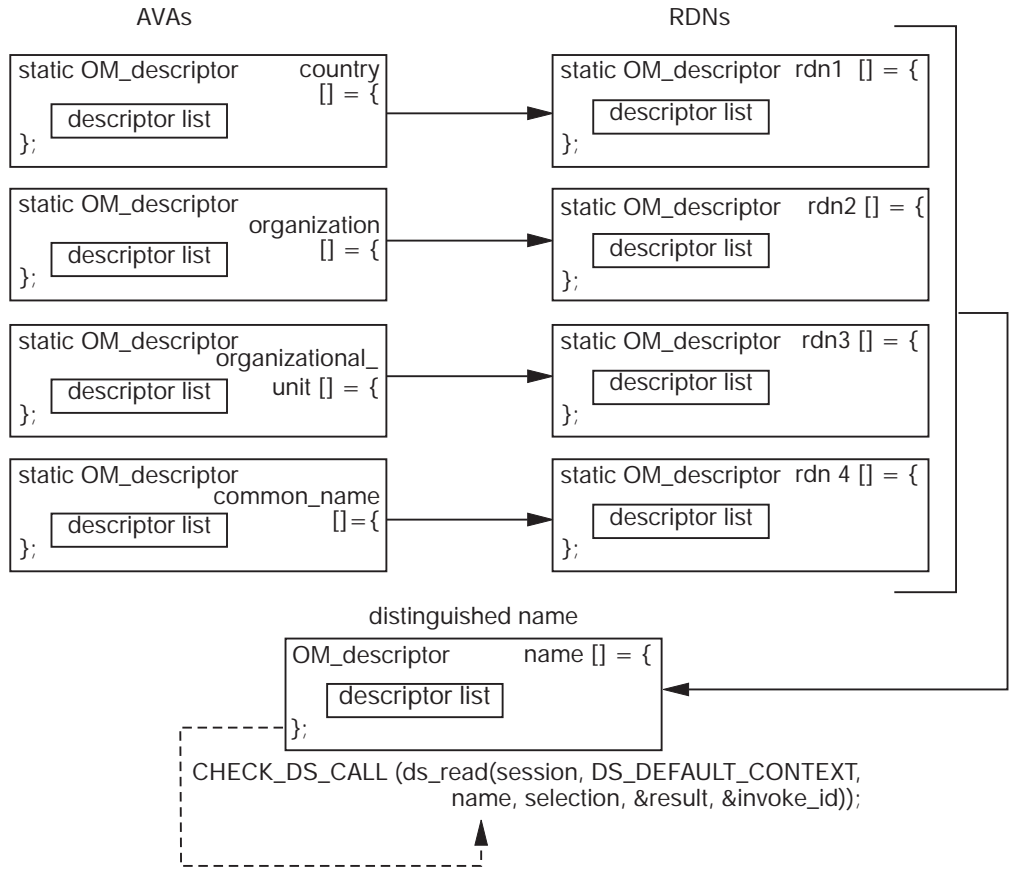 AVAs
RDNs
static OM_descriptor country
[] = {
descriptor list
};
static OM_descriptor rdn1 [] = {
descriptor list
};
static OM_descriptor
organization
[] = {
descriptor list
};
static OM_descriptor rdn2 [] = {
descriptor list
};
static OM_descriptor
organizational_
unit [] = {
descriptor list
};
static OM_descriptor rdn3 [] = {
descriptor list
};
static OM_descriptor
common_name
[]={
descriptor list
};
static OM_descriptor rdn 4 [] = {
descriptor list
};
distinguished name
OM_descriptor name [] = {
descriptor list
};
CHECK_DS_CALL (ds_read(session, DS_DEFAULT_CONTEXT,
name, selection, &result, &invoke_id));